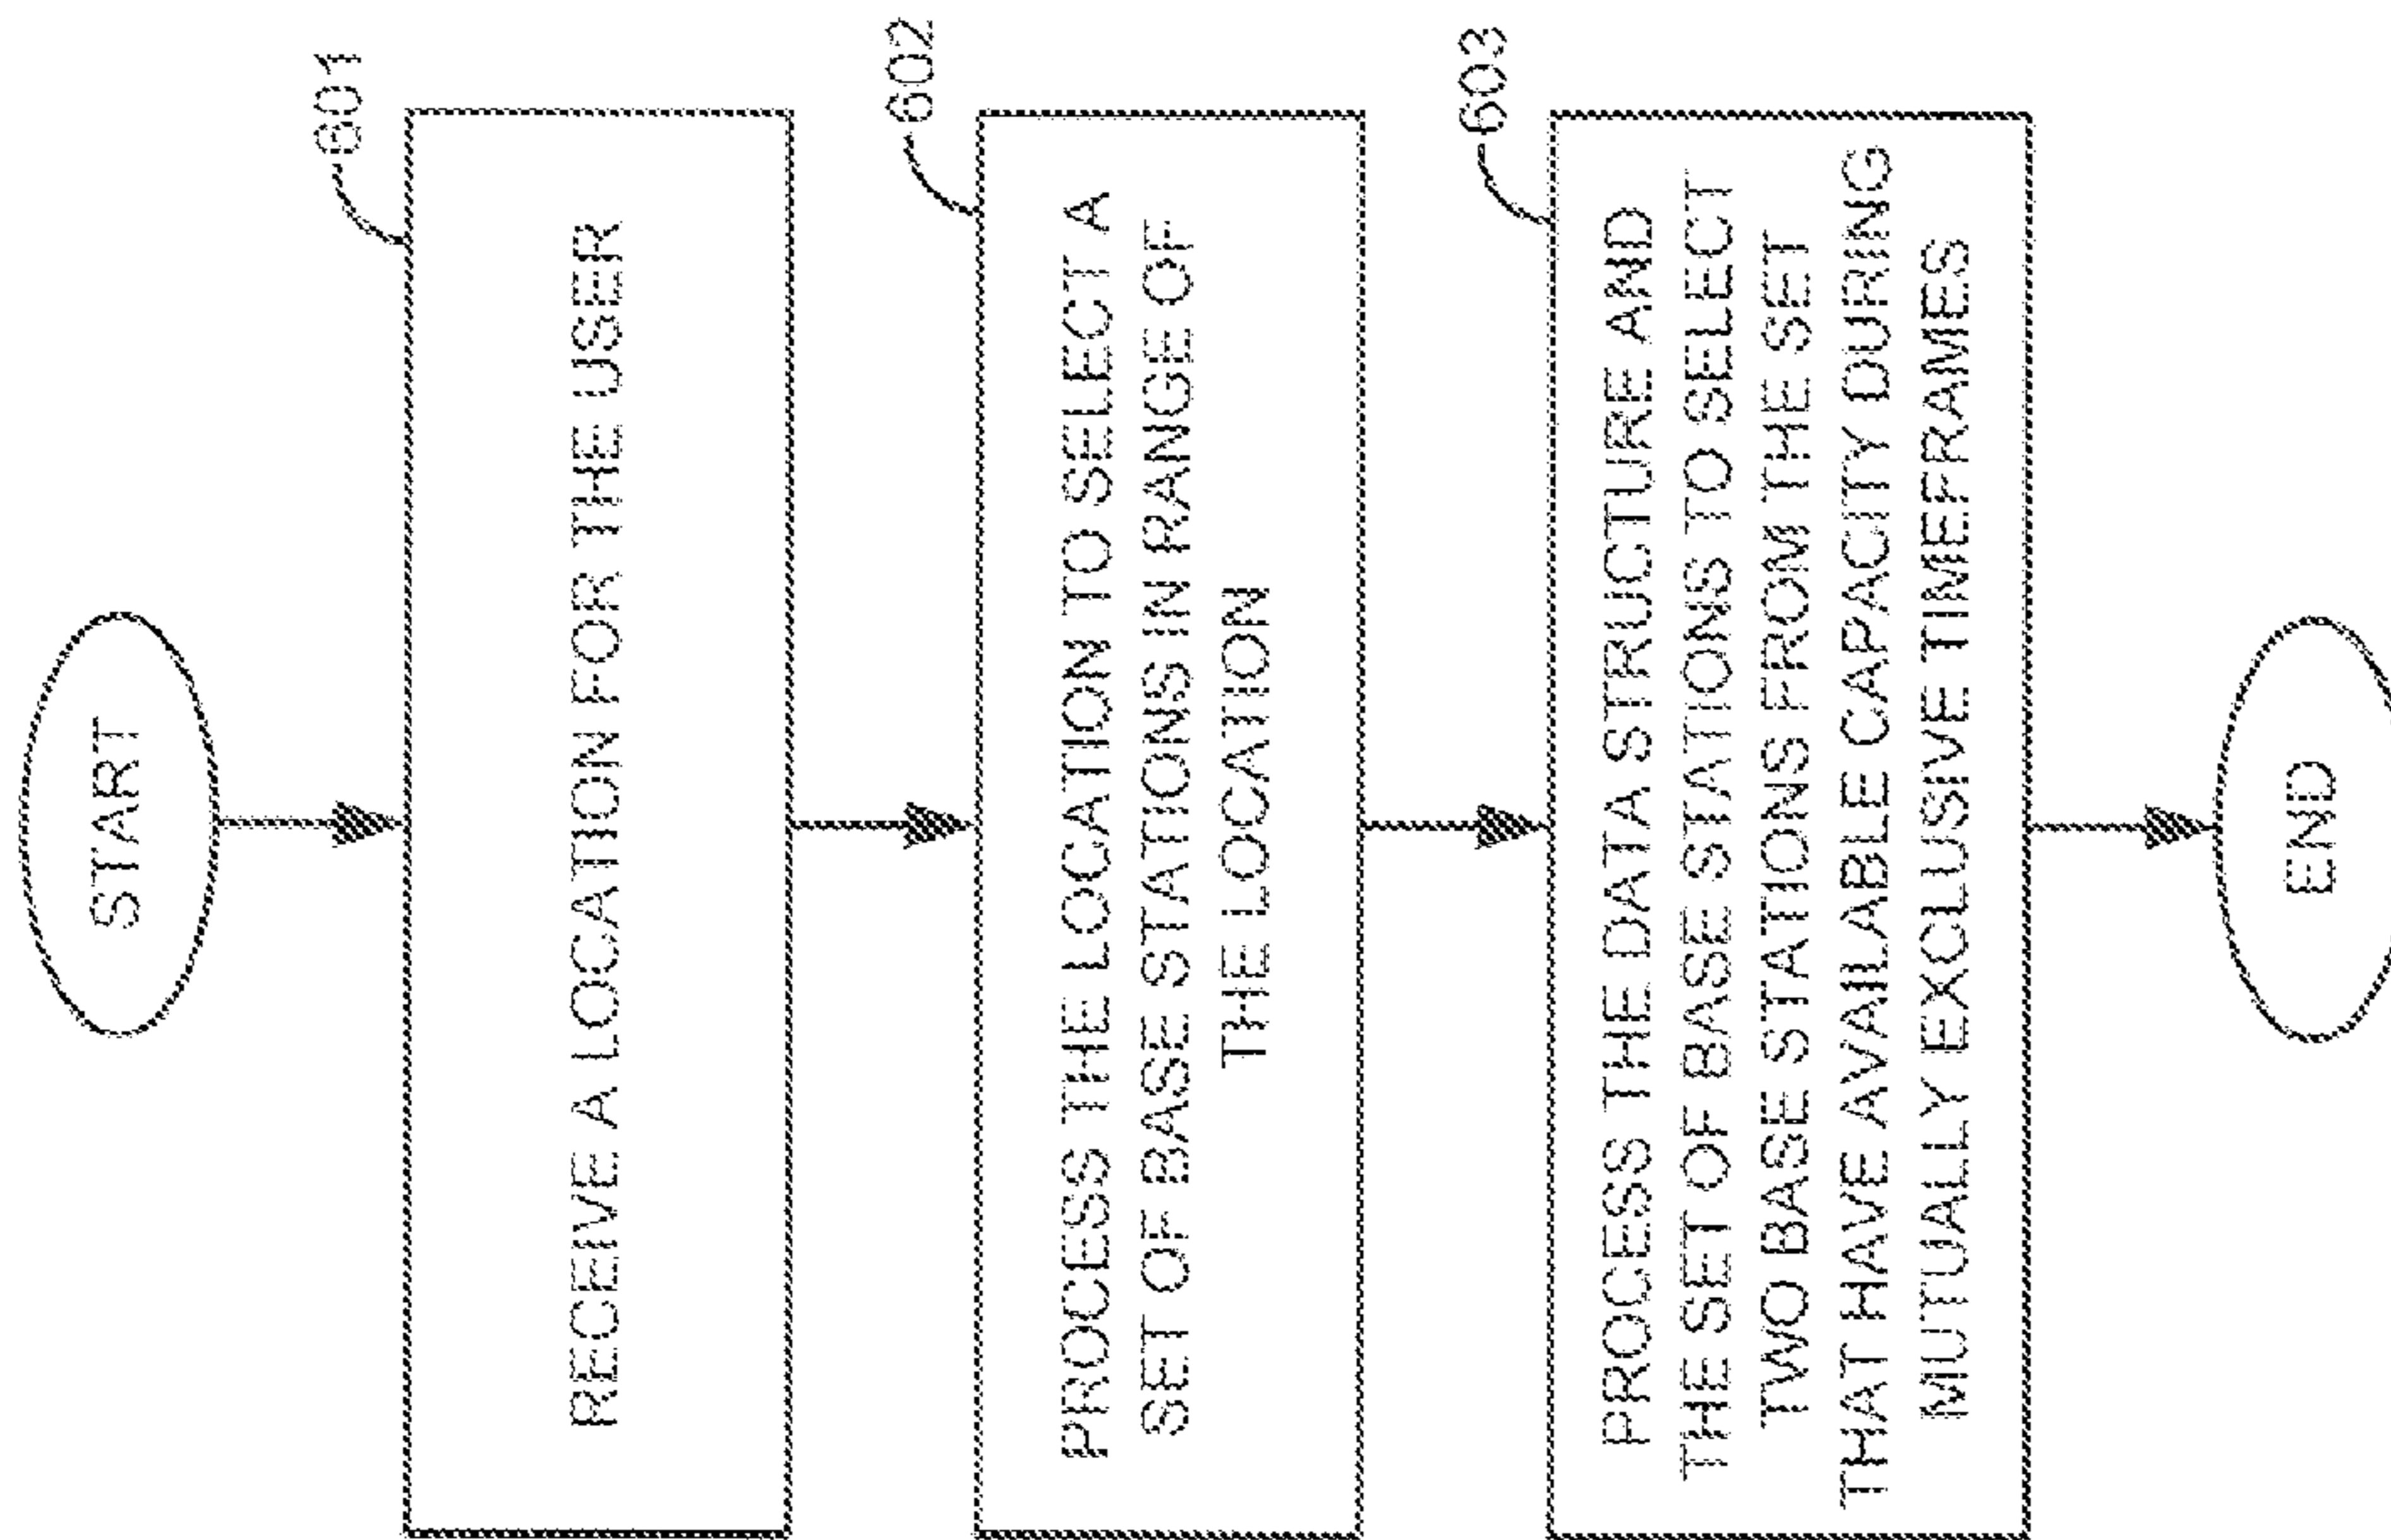 START
601
RECEIVE A LOCATION FOR THE USER
602
PROCESS THE LOCATION TO SELECT A
SET OF BASE STATIONS IN RANGE OF
THE LOCATION
603
PROCESS THE DATA STRUCTURE AND
THE SET OF BASE STATIONS TO SELECT
TWO BASE STATIONS FROM THE SET
THAT HAVE AVAILABLE CAPACITY DURING
MUTUALLY EXCLUSIVE TIMEFRAMES
END